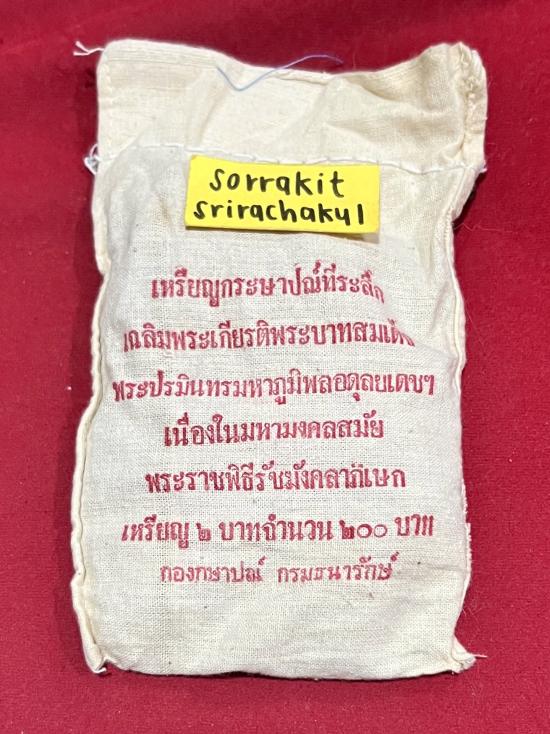 sorrakit
srirachakul
เหรียญกระษาปณ์ที่ระลึก
เฉลิมพระเกียรติพระบาทสมเด็จ
พระปรมินทรมหาภูมิพลอดุลยเดชฯ
เนื่องในมหามงคลสมัย
พระราชพิธีรัชมังคลาภิเษก
เหรียญ ๒ บาทจำนวน ๒๐๐ บาท
กองกษาปณ์ กรมธนารักษ์